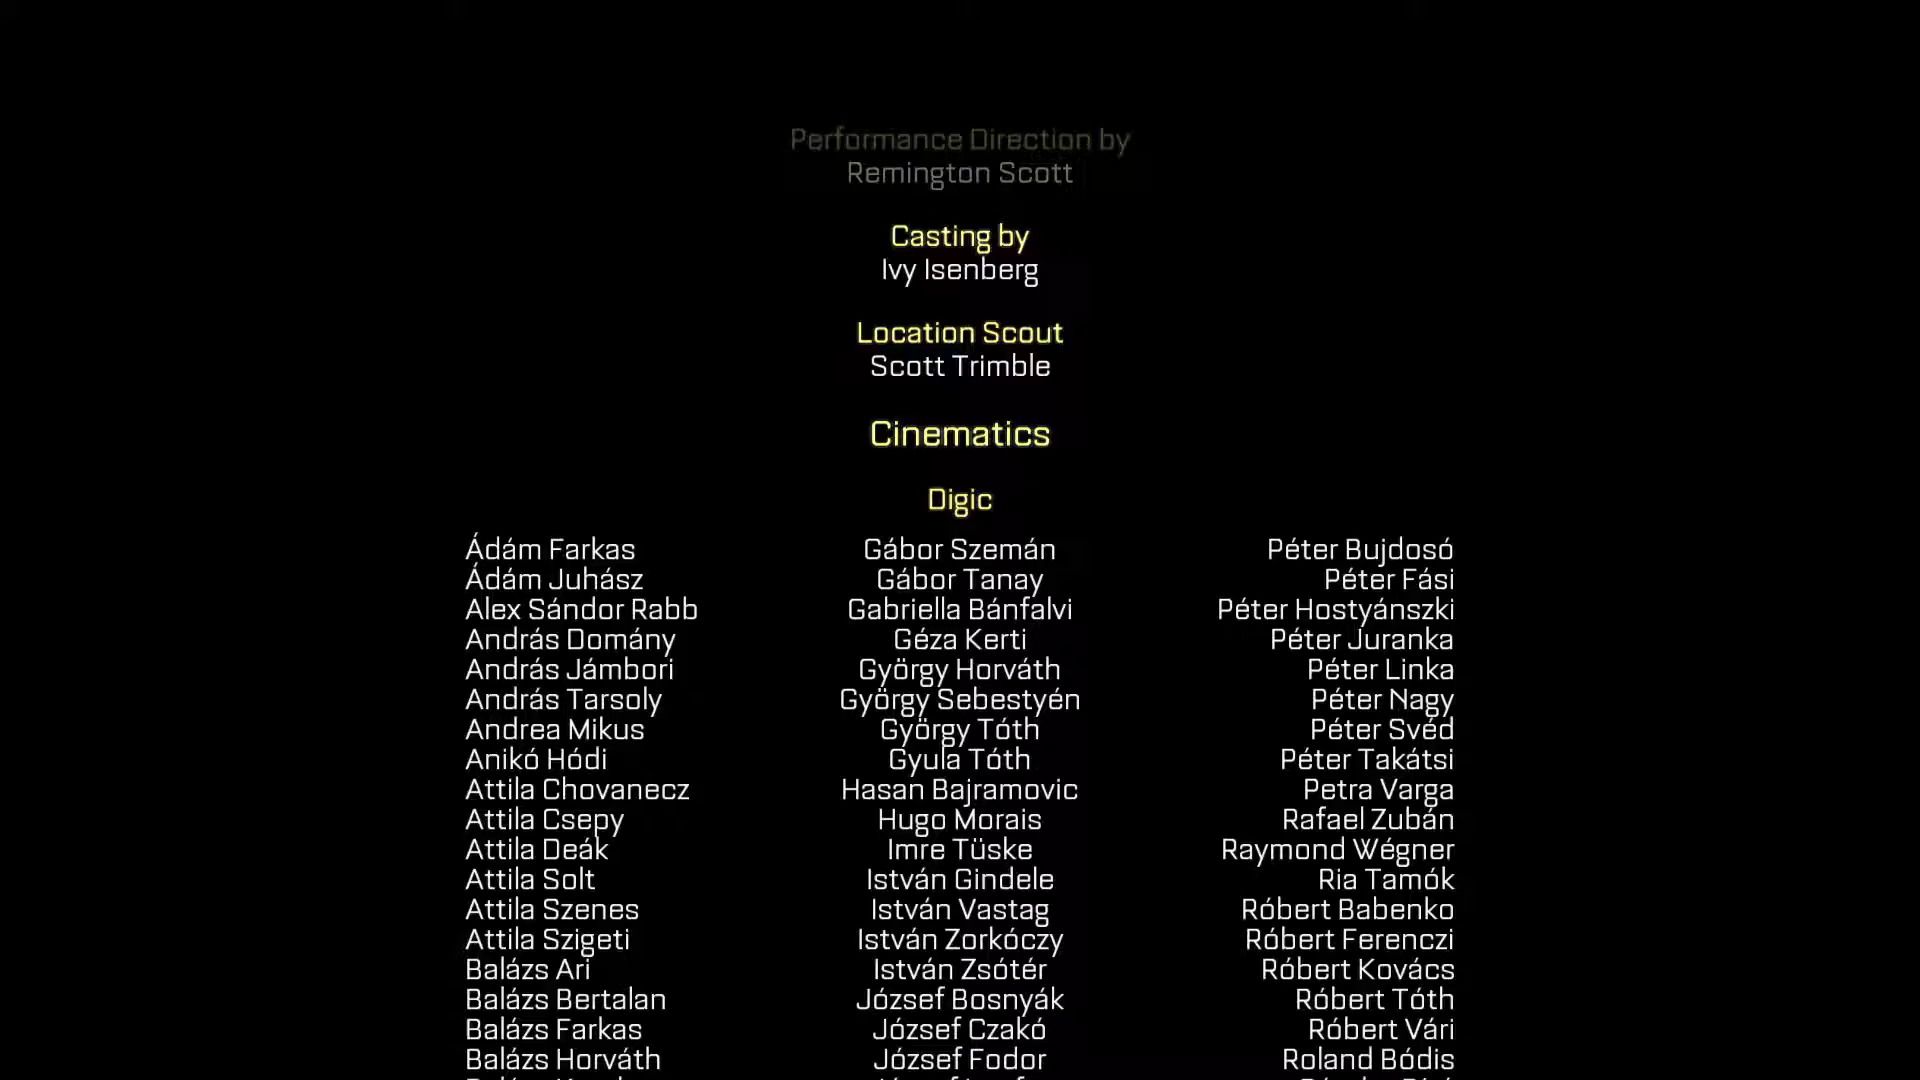 Performance Direction by
Remington Scott
Casting by
Ivy Isenberg
Location Scout
Scott Trimble
Cinematics
Digic
Ádám Farkas Gábor Szemán Péter Bujdosó
Ádám Juhász Gábor Tanay Péter Fási
Alex Sándor Rabb Gabriella Bánfalvi Péter Hostyánszki
András Domány Géza Kerti Péter Juranka
András Jámbori György Horváth Péter Linka
András Tarsoly György Sebestyén Péter Nagy
Andrea Mikus György Tóth Péter Svéd
Anikó Hódi Gyula Tóth Péter Takátsi
Attila Chovanecz Hasan Bajramovic Petra Varga
Attila Csepy Hugo Morais Rafael Zubán
Attila Deák Imre Tüske Raymond Wégner
Attila Solt István Gindele Ria Tamók
Attila Szenes István Vastag Róbert Babenko
Attila Szigeti István Zorkóczy Róbert Ferenczi
Balázs Ari István Zsótér Róbert Kovács
Balázs Bertalan József Bosnyák Róbert Tóth
Balázs Farkas József Czakó Róbert Vári
Balázs Horváth József Fodor Roland Bódis